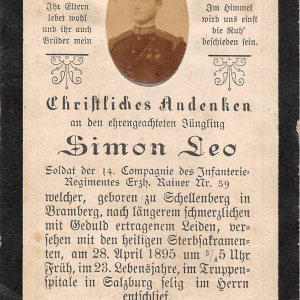 Ihr Eltern
lebet wohl
und ihr auch
Brüder mein
Im Himmel
wird uns einst
die Ruh'
beschieden sein.
Christliches Andenken
an den ehrengeachteten Jüngling
Simon Leo
Soldat der 14. Compagnie des Infanterie-
Regimentes Erzh. Rainer Nr. 59
welcher, geboren zu Schellenberg in
Bramberg, nach längerem schmerzlichen
mit Geduld ertragenem Leiden, ver-
sehen mit den heiligen Sterbsakramen-
ten, am 28. April 1895 um 3/45 Uhr
Früh, im 23. Lebensjahre, im Truppen-
spitale in Salzburg selig im Herrn
entschlief.